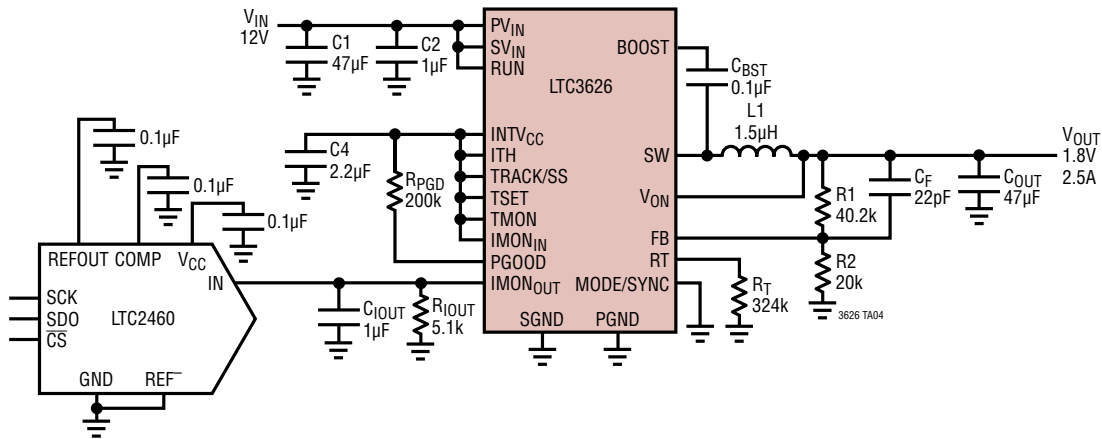 VIN
12V
C1
47µF
C2
1µF
PVIN
SVIN
RUN
LTC3626
BOOST
CBST
0.1µF
L1
1.5µH
0.1µF
0.1µF
0.1µF
C4
2.2µF
RPGD
200k
INTVCC
ITH
TRACK/SS
TSET
TMON
IMONIN
PGOOD
IMONOUT
SW
VON
FB
RT
MODE/SYNC
SGND
PGND
R1
40.2k
CF
22pF
COUT
47µF
VOUT
1.8V
2.5A
R2
20k
RT
324k
3626 TA04
REFOUT COMP VCC
IN
SCK
SDO
CS
LTC2460
GND
REF–
CIOUT
1µF
RIOUT
5.1k